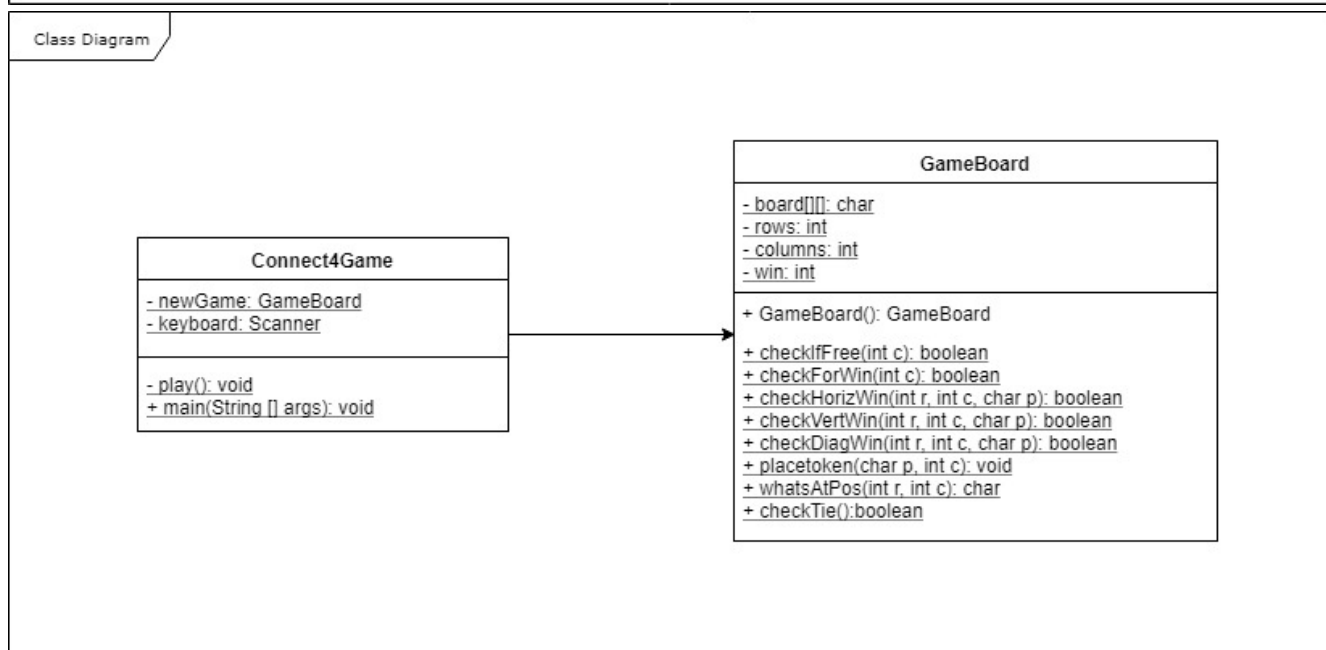 Class Diagram
Connect4Game
- newGame: GameBoard
- keyboard: Scanner
- play(): void
+ main(String [] args): void
GameBoard
- board[][]: char
- rows: int
- columns: int
- win: int
+ GameBoard(): GameBoard
+ checkIfFree(int c): boolean
+ checkForWin(int c): boolean
+ checkHorizWin(int r, int c, char p): boolean
+ checkVertWin(int r, int c, char p): boolean
+ checkDiagWin(int r, int c, char p): boolean
+ placetoken(char p, int c): void
+ whatsAtPos(int r, int c): char
+ checkTie():boolean